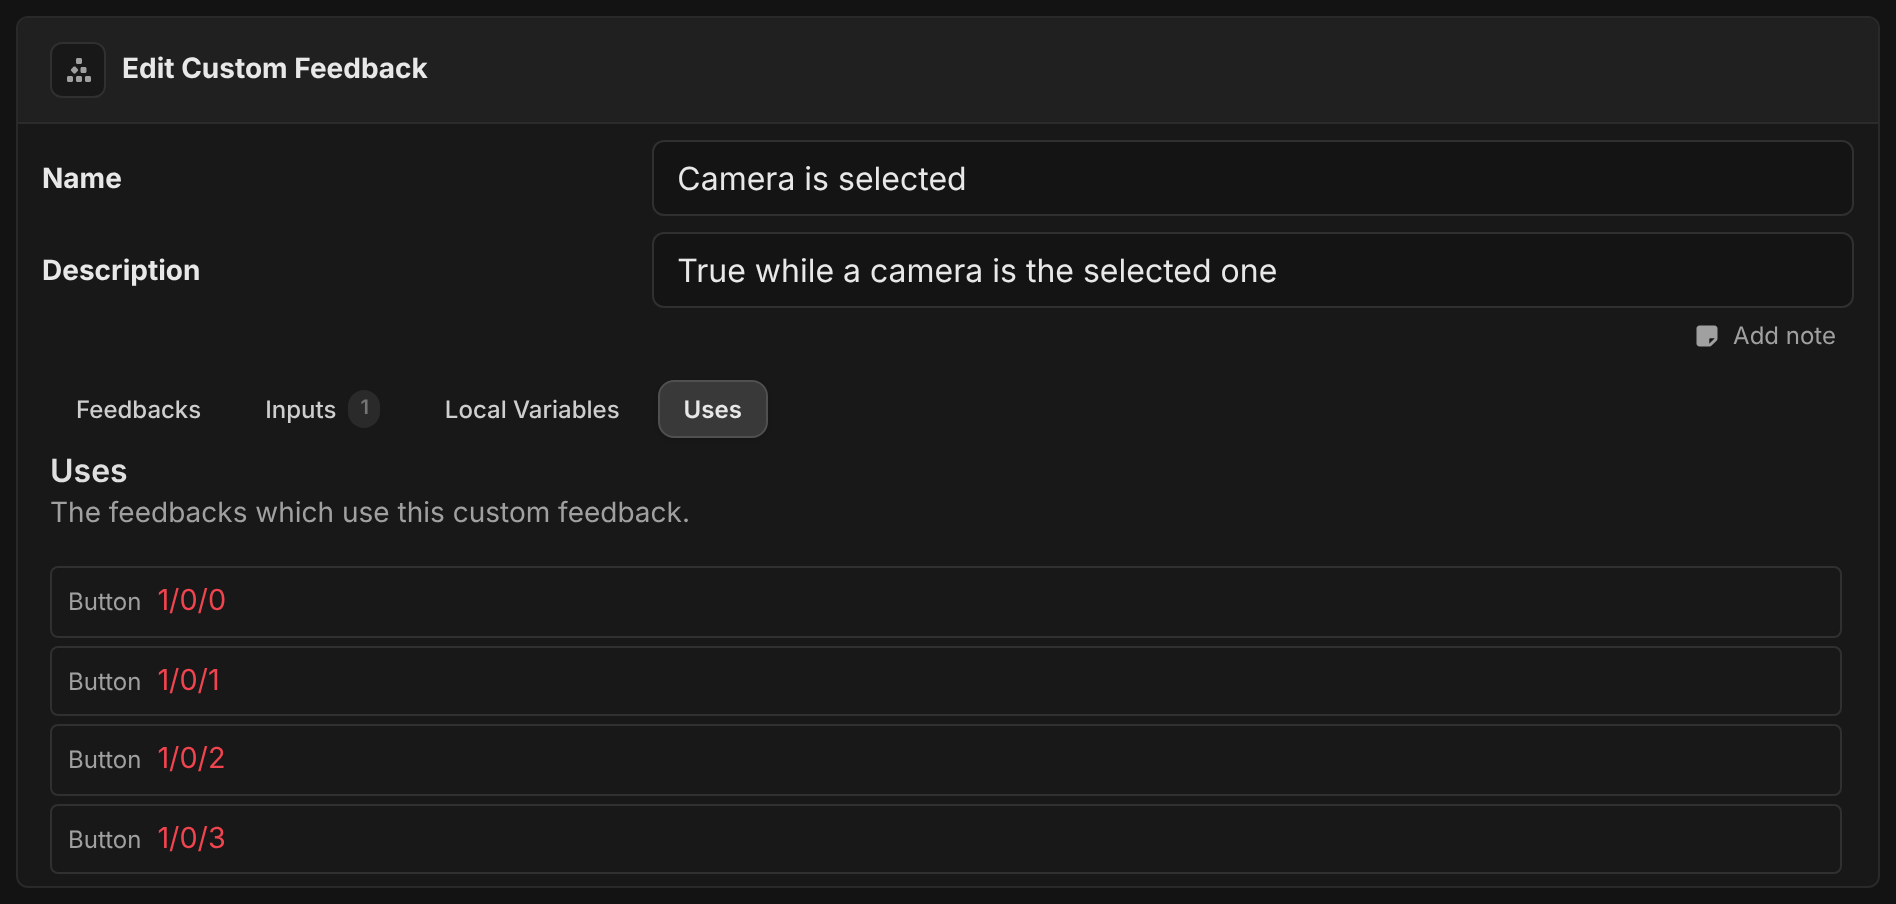 Edit Custom Feedback
Name
Camera is selected
Description
True while a camera is the selected one
Add note
Feedbacks Inputs 1 Local Variables Uses
Uses
The feedbacks which use this custom feedback.
Button 1/0/0
Button 1/0/1
Button 1/0/2
Button 1/0/3